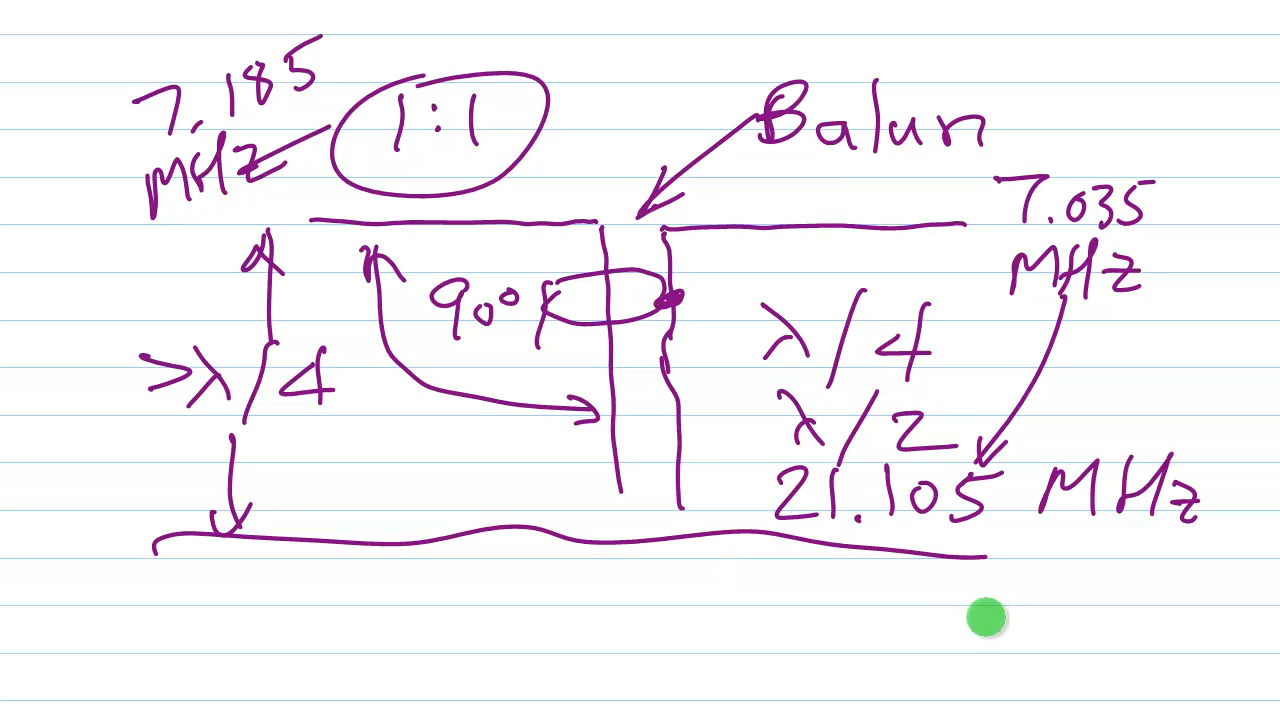 7.185
MHz
1:1
Balun
7.035
MHz
90°
>λ/4
λ/4
λ/2
21.105 MHz